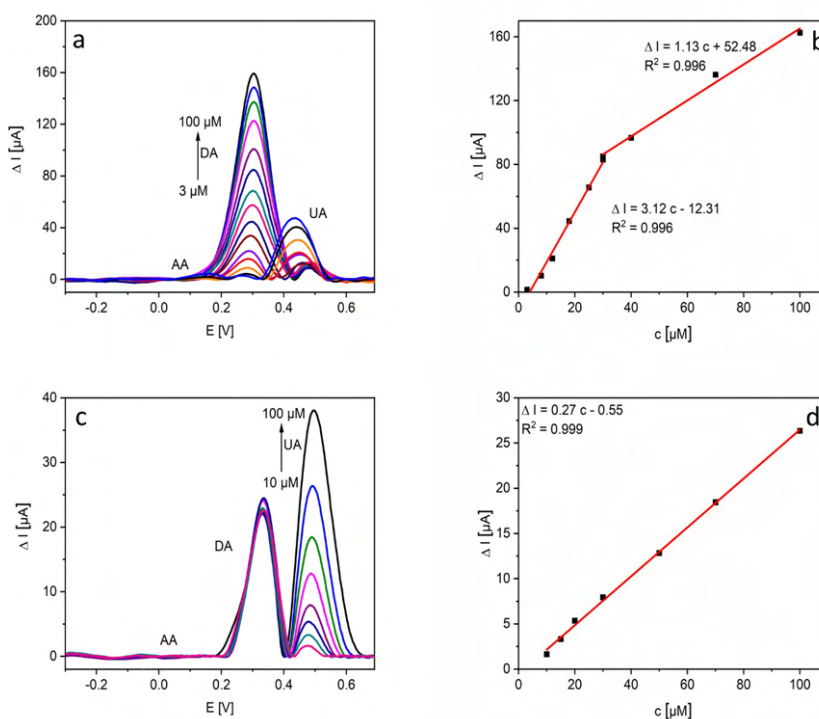 a
200
160
120
80
40
0
Δ I [µA]
-0.2 0.0 0.2 0.4 0.6
E [V]
100 µM
DA
3 µM
AA
UA
b
160
120
80
40
0
Δ I [µA]
0 20 40 60 80 100
c [µM]
Δ I = 1.13 c + 52.48
R² = 0.996
Δ I = 3.12 c - 12.31
R² = 0.996
c
40
30
20
10
0
Δ I [µA]
-0.2 0.0 0.2 0.4 0.6
E [V]
100 µM
UA
10 µM
DA
AA
d
30
25
20
15
10
5
0
Δ I [µA]
0 20 40 60 80 100
c [µM]
Δ I = 0.27 c - 0.55
R² = 0.999